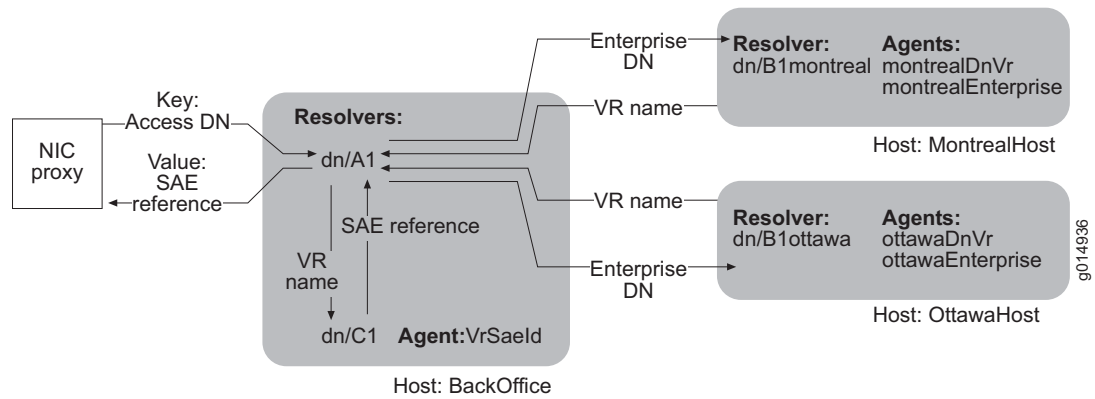 NIC
proxy
Key:
Access DN
Value:
SAE
reference
Resolvers:
dn/A1
SAE reference
VR
name
dn/C1
Agent:VrSaeId
Host: BackOffice
Enterprise
DN
VR name
VR name
Enterprise
DN
Resolver: Agents:
dn/B1montreal montrealDnVr
montrealEnterprise
Host: MontrealHost
Resolver: Agents:
dn/B1ottawa ottawaDnVr
ottawaEnterprise
Host: OttawaHost
g014936